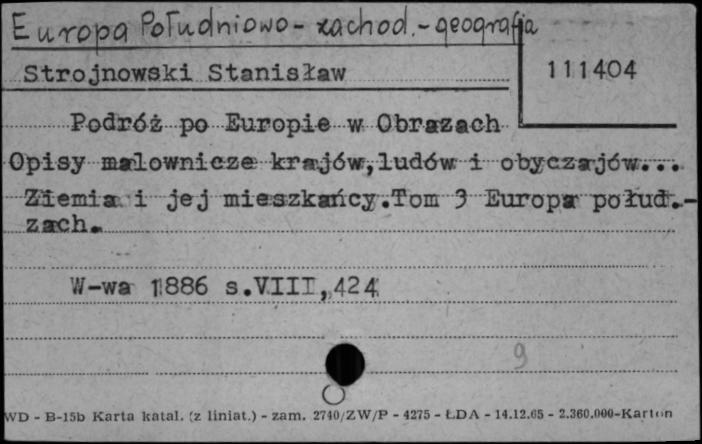 Europa Południowo-zachod.-geografja
Strojnowski Stanisław
111404
Podróż po Europie w Obrazach
Opisy malownicze krajów,ludów i obyczajów...
Ziemia i jej mieszkańcy.Tom 3 Europa połud.-
zach.
W-wa 1886 s.VIII,424
9
WD - B-15b Karta katal. (z liniat.) - zam. 2740/ZW/P - 4275 - ŁDA - 14.12.65 - 2.360.000-Karton